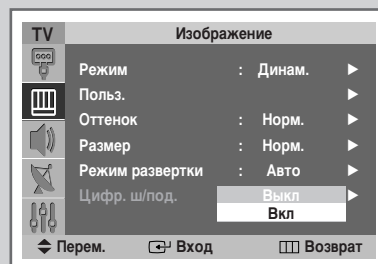 TV Изображение
Режим : Динам.
Польз.
Оттенок : Норм.
Размер : Норм.
Режим развертки : Авто
Цифр. ш/под. Выкл
Вкл
Перем. Вход Возврат